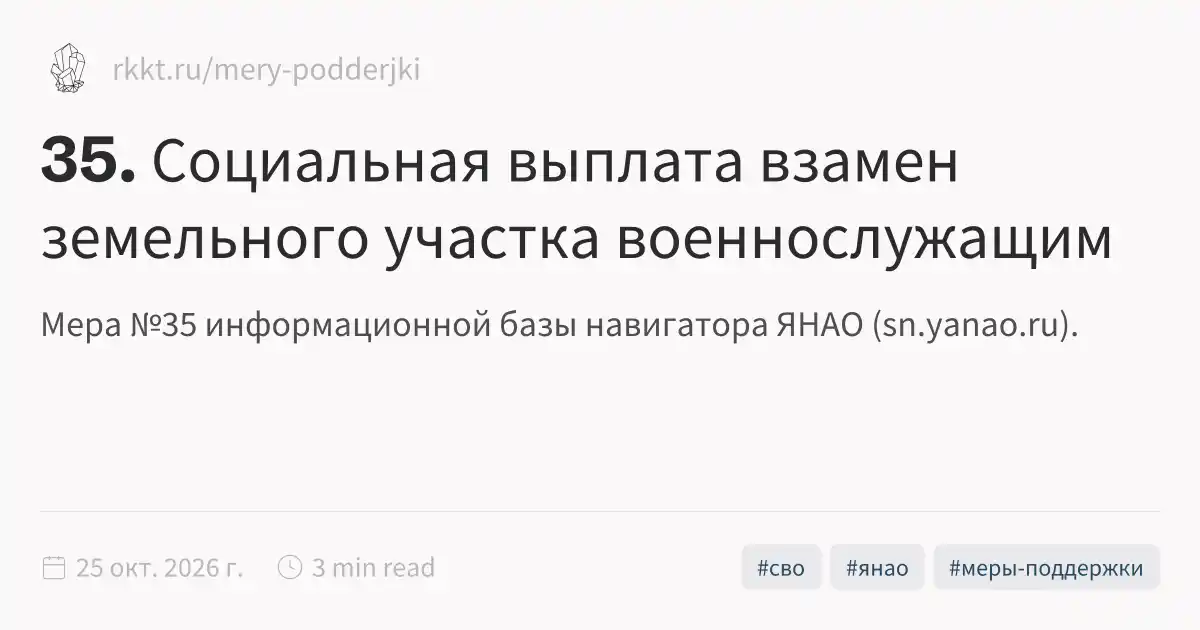 rkkt.ru/mery-podderjki
35. Социальная выплата взамен
земельного участка военнослужащим
Мера №35 информационной базы навигатора ЯНАО (sn.yanao.ru).
25 окт. 2026 г. 3 min read #сво #янао #меры-поддержки